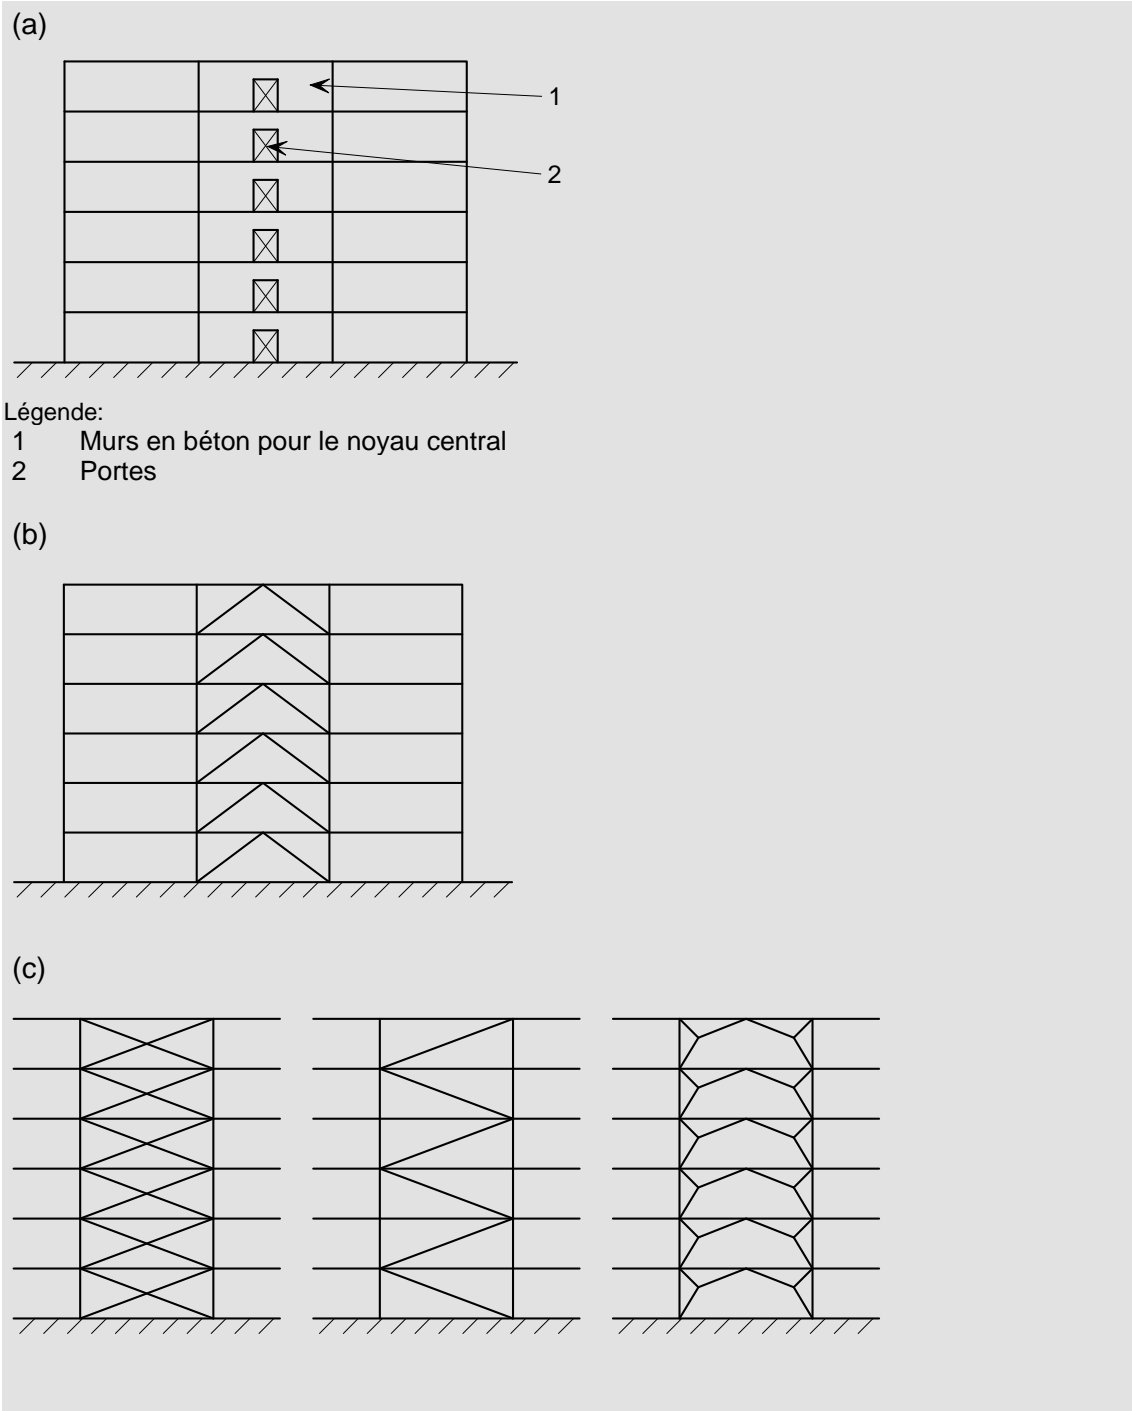 (a)
1
2
Légende:
1 Murs en béton pour le noyau central
2 Portes
(b)
(c)